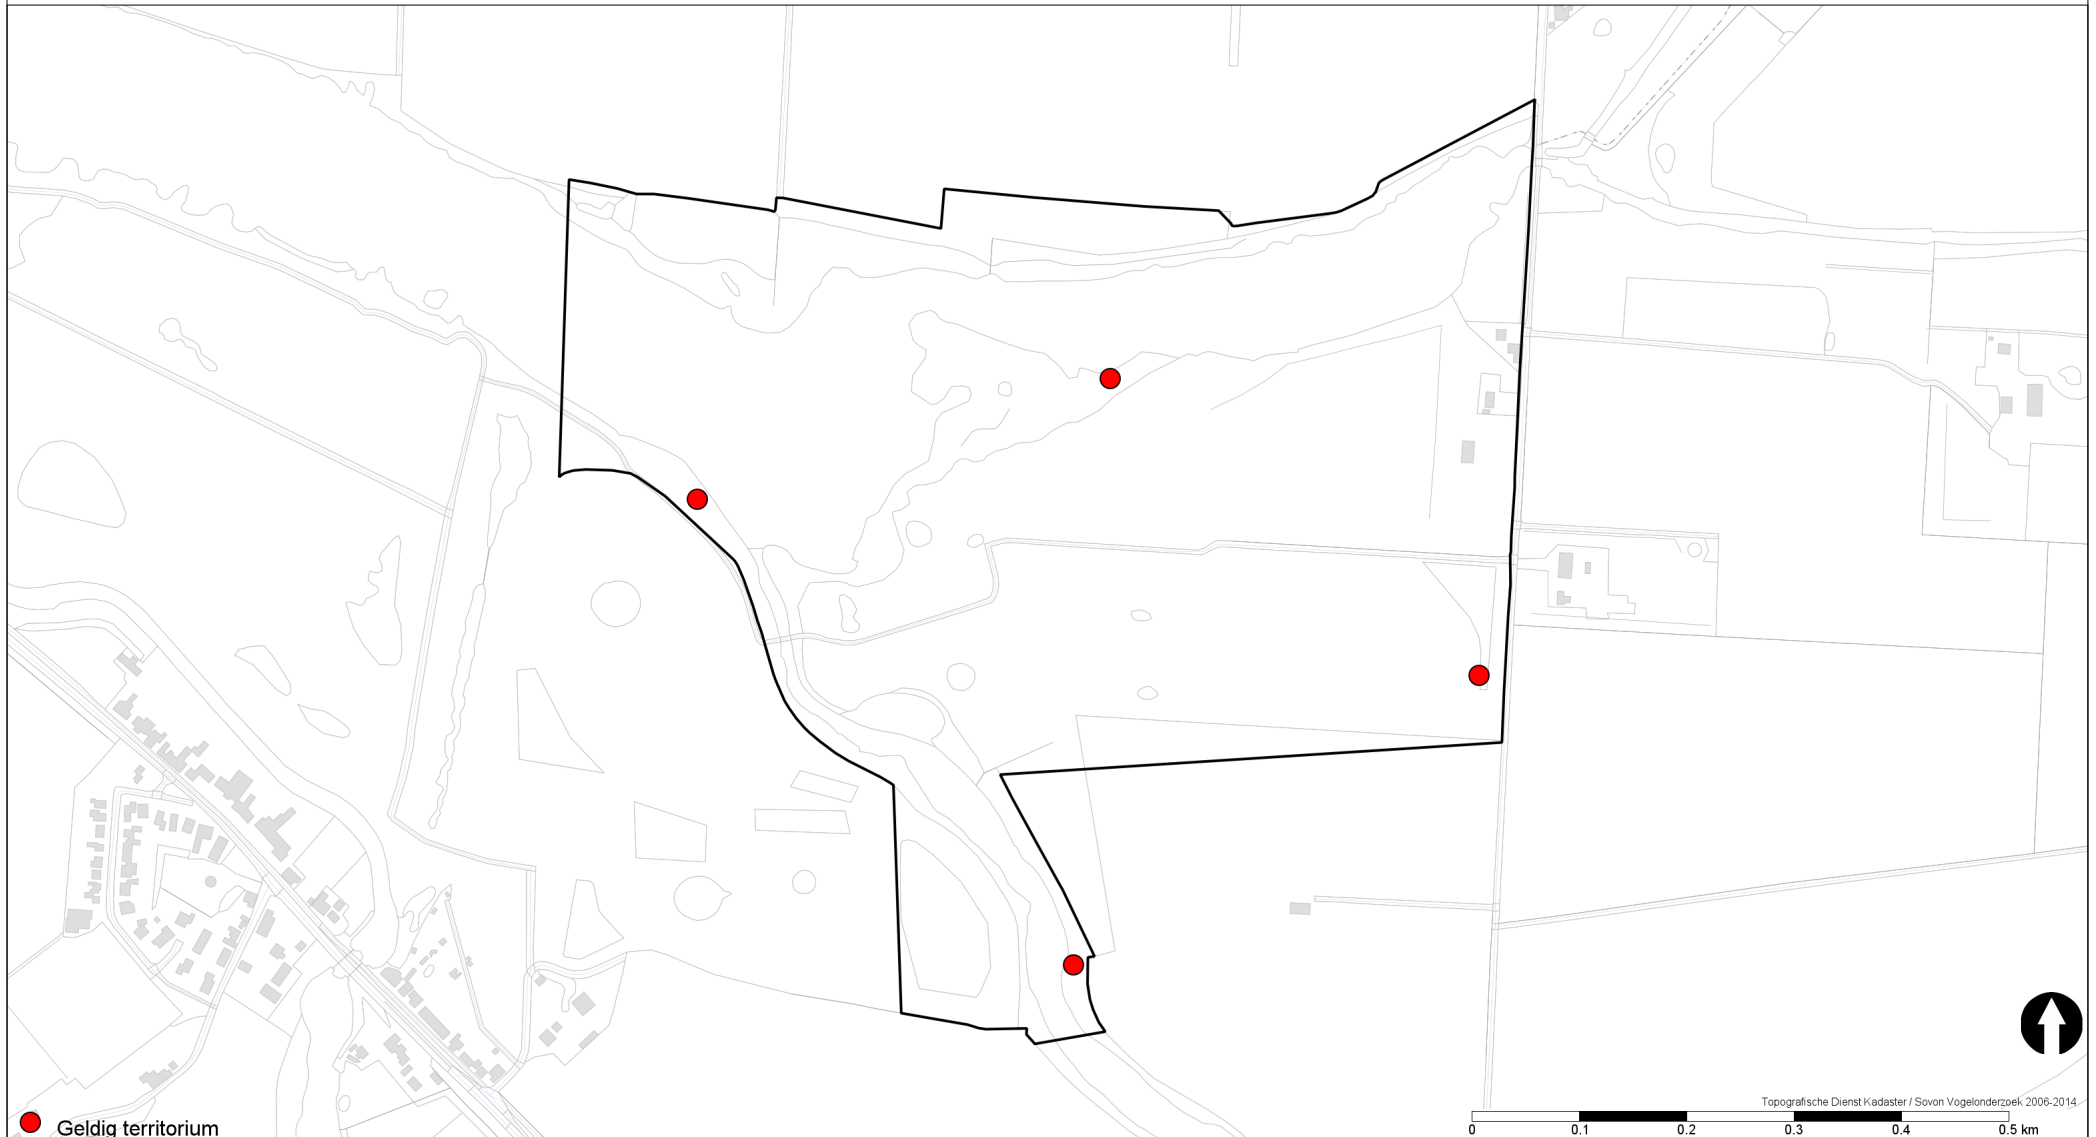 Topografische Dienst Kadaster / Sovon Vogelonderzoek 2006-2014
0 0.1 0.2 0.3 0.4 0.5 km
Geldig territorium